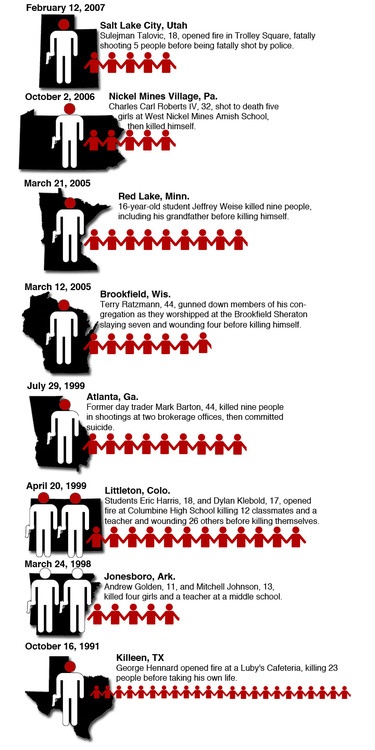 February 12, 2007
Salt Lake City, Utah
Sulejman Talovic, 18, opened fire in Trolley Square, fatally
shooting 5 people before being fatally shot by police.
October 2, 2006
Nickel Mines Village, Pa.
Charles Carl Roberts IV, 32, shot to death five
girls at West Nickel Mines Amish School,
then killed himself.
March 21, 2005
Red Lake, Minn.
16-year-old student Jeffrey Weise killed nine people,
including his grandfather before killing himself.
March 12, 2005
Brookfield, Wis.
Terry Ratzmann, 44, gunned down members of his con-
gregation as they worshipped at the Brookfield Sheraton
slaying seven and wounding four before killing himself.
July 29, 1999
Atlanta, Ga.
Former day trader Mark Barton, 44, killed nine people
in shootings at two brokerage offices, then committed
suicide.
April 20, 1999
Littleton, Colo.
Students Eric Harris, 18, and Dylan Klebold, 17, opened
fire at Columbine High School killing 12 classmates and a
teacher and wounding 26 others before killing themselves.
March 24, 1998
Jonesboro, Ark.
Andrew Golden, 11, and Mitchell Johnson, 13,
killed four girls and a teacher at a middle school.
October 16, 1991
Killeen, TX
George Hennard opened fire at a Luby's Cafeteria, killing 23
people before taking his own life.